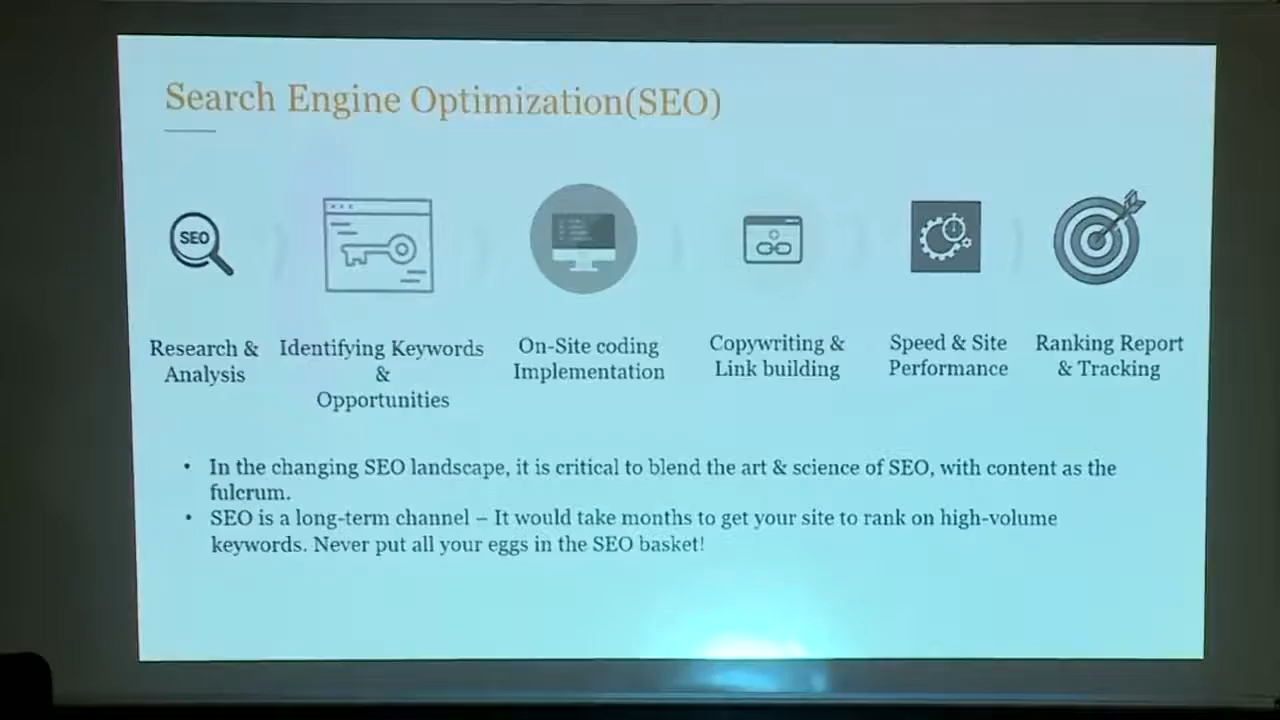 Search Engine Optimization(SEO)
SEO
Research &
Analysis
Identifying Keywords
&
Opportunities
On-Site coding
Implementation
Copywriting &
Link building
Speed & Site
Performance
Ranking Report
& Tracking
• In the changing SEO landscape, it is critical to blend the art & science of SEO, with content as the
fulcrum.
• SEO is a long-term channel – It would take months to get your site to rank on high-volume
keywords. Never put all your eggs in the SEO basket!